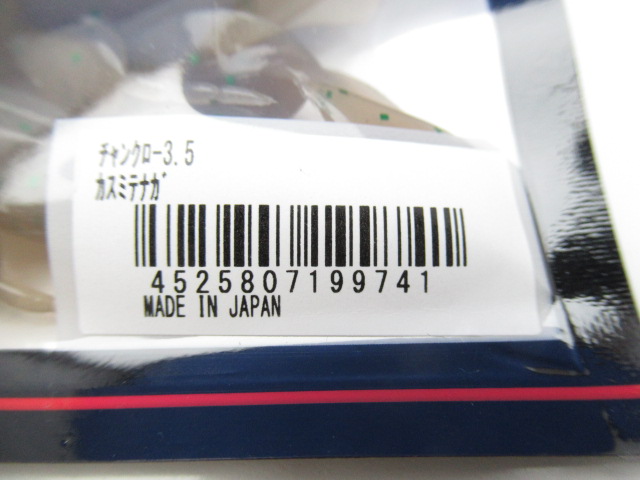 ﾁｬﾝｸﾛｰ3.5
ｶｽﾐﾃﾅｶﾞ
4525807199741
MADE IN JAPAN